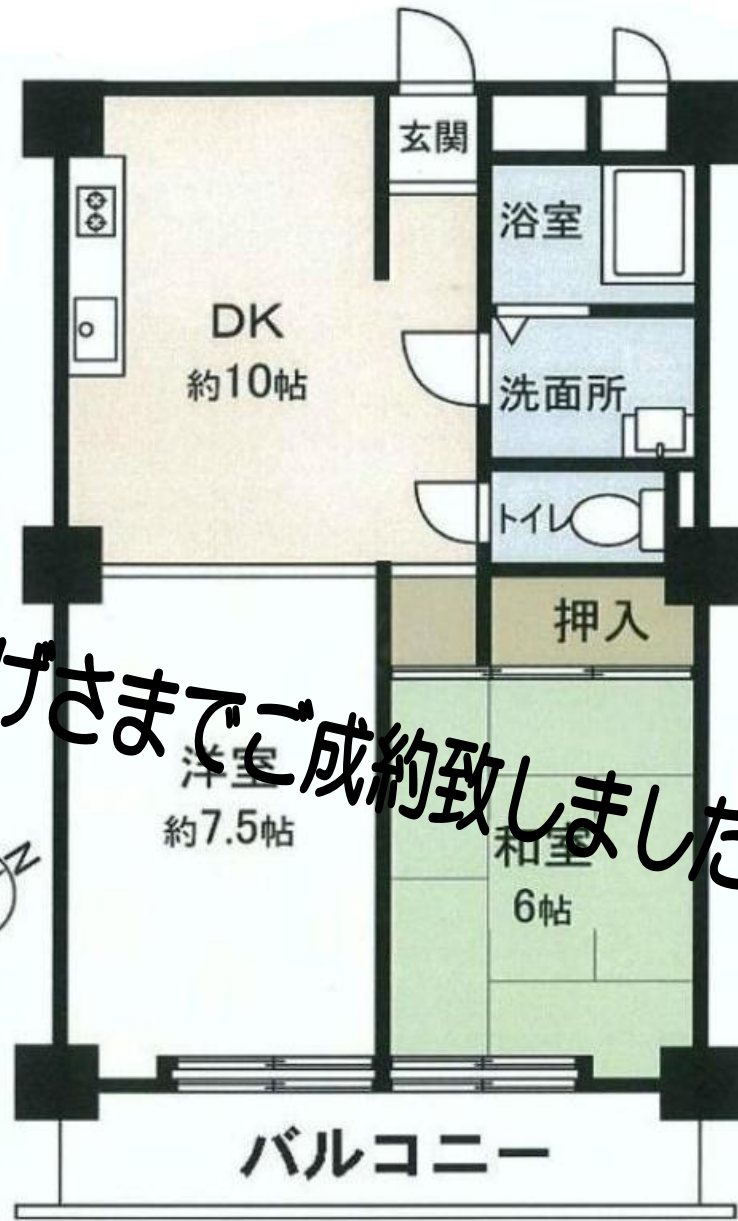 玄関
浴室
DK
約10帖
洗面所
トイレ
押入
げさまでご成約致しました
洋室
約7.5帖
和室
6帖
N
バルコニー